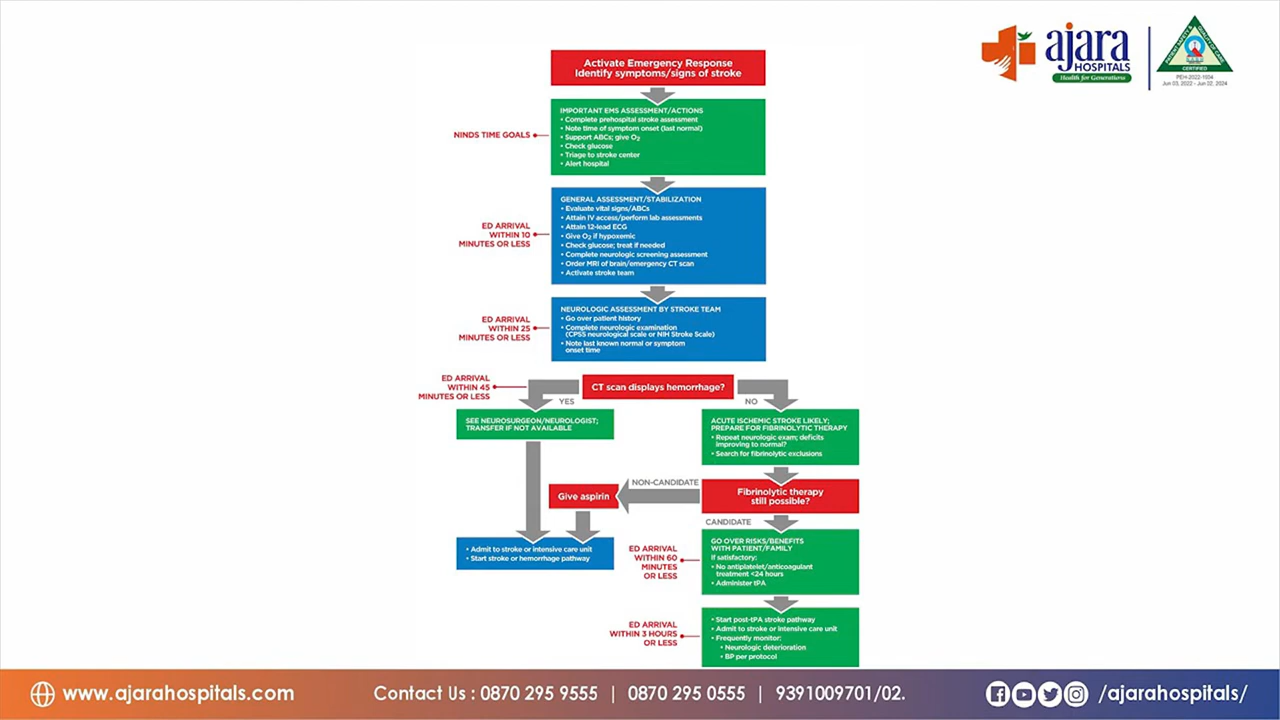 ajara
HOSPITALS
Health for Generations
CERTIFIED
PEH-2022-1004
Jun 03, 2022 - Jun 02, 2024
Activate Emergency Response
Identify symptoms/signs of stroke
NINDS TIME GOALS
IMPORTANT EMS ASSESSMENT/ACTIONS
• Complete prehospital stroke assessment
• Note time of symptom onset (last normal)
• Support ABCs; give O2
• Check glucose
• Triage to stroke center
• Alert hospital
ED ARRIVAL
WITHIN 10
MINUTES OR LESS
GENERAL ASSESSMENT/STABILIZATION
• Evaluate vital signs/ABCs
• Attain IV access/perform lab assessments
• Attain 12-lead ECG
• Give O2 if hypoxemic
• Check glucose; treat if needed
• Complete neurologic screening assessment
• Order MRI of brain/emergency CT scan
• Activate stroke team
ED ARRIVAL
WITHIN 25
MINUTES OR LESS
NEUROLOGIC ASSESSMENT BY STROKE TEAM
• Go over patient history
• Complete neurologic examination
(CPSS neurological scale or NIH Stroke Scale)
• Note last known normal or symptom
onset time
ED ARRIVAL
WITHIN 45
MINUTES OR LESS
CT scan displays hemorrhage?
YES
NO
SEE NEUROSURGEON/NEUROLOGIST;
TRANSFER IF NOT AVAILABLE
ACUTE ISCHEMIC STROKE LIKELY;
PREPARE FOR FIBRINOLYTIC THERAPY
• Repeat neurologic exam; deficits
improving to normal?
• Search for fibrinolytic exclusions
Fibrinolytic therapy
still possible?
NON-CANDIDATE
Give aspirin
CANDIDATE
• Admit to stroke or intensive care unit
• Start stroke or hemorrhage pathway
ED ARRIVAL
WITHIN 60
MINUTES
OR LESS
GO OVER RISKS/BENEFITS
WITH PATIENT/FAMILY
If satisfactory:
• No antiplatelet/anticoagulant
treatment <24 hours
• Administer tPA
ED ARRIVAL
WITHIN 3 HOURS
OR LESS
• Start post-tPA stroke pathway
• Admit to stroke or intensive care unit
• Frequently monitor:
• Neurologic deterioration
• BP per protocol
www.ajarahospitals.com
Contact Us : 0870 295 9555 | 0870 295 0555 | 9391009701/02.
/ajarahospitals/